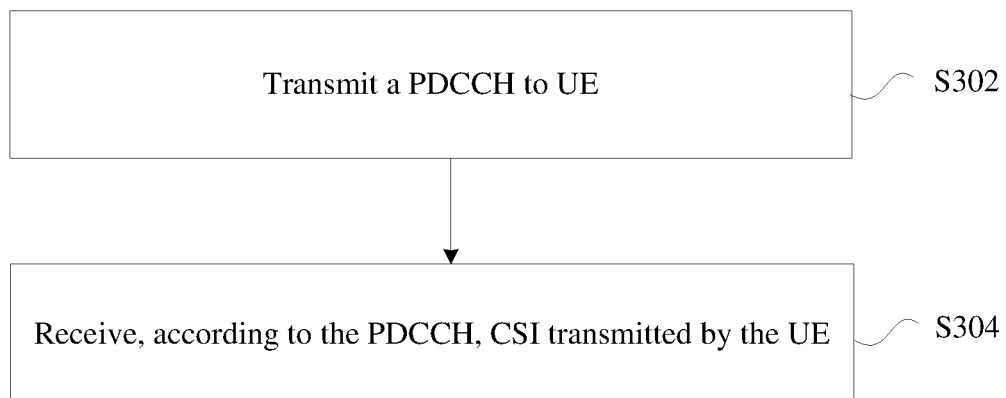 Transmit a PDCCH to UE
S302
Receive, according to the PDCCH, CSI transmitted by the UE
S304